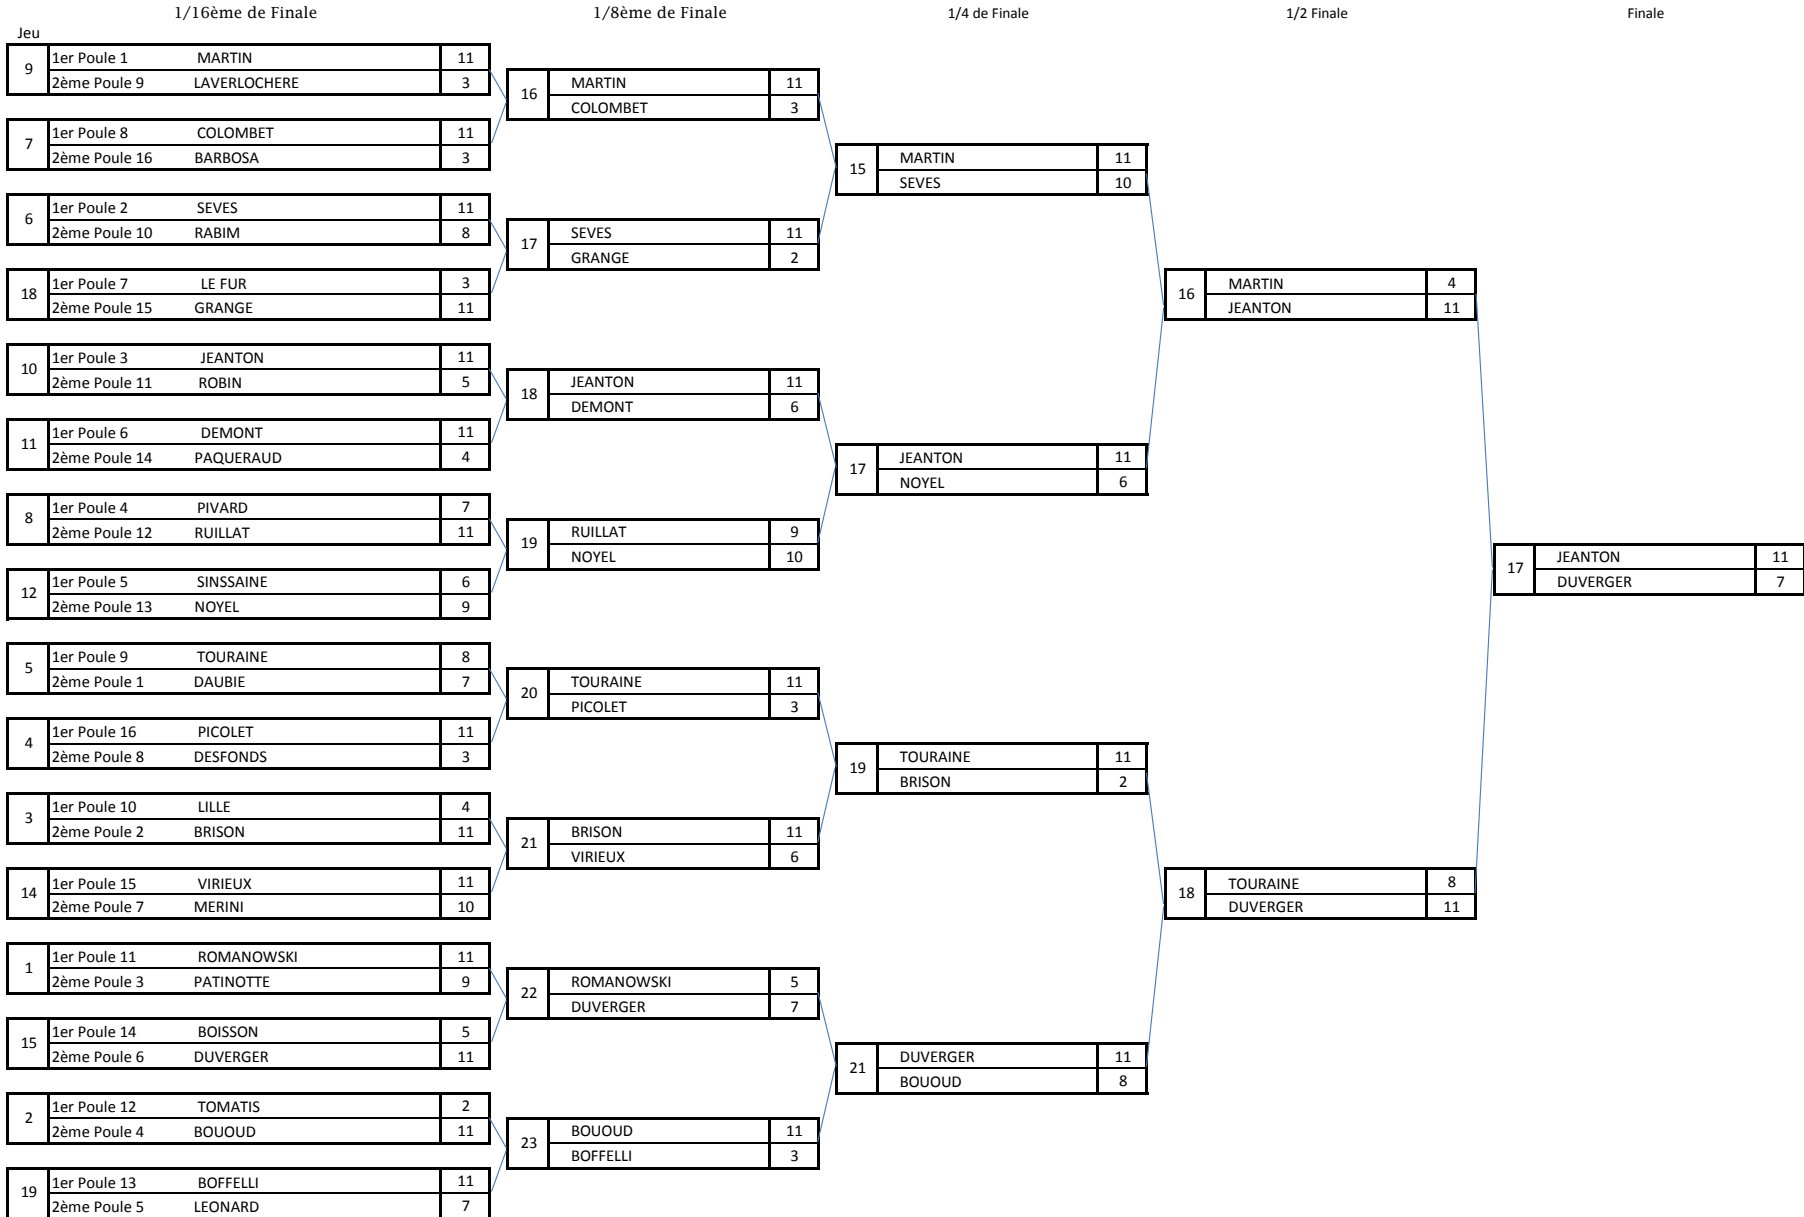 1/16ème de Finale 1/8ème de Finale 1/4 de Finale 1/2 Finale Finale
Jeu
9 1er Poule 1 MARTIN 11
2ème Poule 9 LAVERLOCHERE 3
7 1er Poule 8 COLOMBET 11
2ème Poule 16 BARBOSA 3
6 1er Poule 2 SEVES 11
2ème Poule 10 RABIM 8
18 1er Poule 7 LE FUR 3
2ème Poule 15 GRANGE 11
10 1er Poule 3 JEANTON 11
2ème Poule 11 ROBIN 5
11 1er Poule 6 DEMONT 11
2ème Poule 14 PAQUERAUD 4
8 1er Poule 4 PIVARD 7
2ème Poule 12 RUILLAT 11
12 1er Poule 5 SINSSAINE 6
2ème Poule 13 NOYEL 9
5 1er Poule 9 TOURAINE 8
2ème Poule 1 DAUBIE 7
4 1er Poule 16 PICOLET 11
2ème Poule 8 DESFONDS 3
3 1er Poule 10 LILLE 4
2ème Poule 2 BRISON 11
14 1er Poule 15 VIRIEUX 11
2ème Poule 7 MERINI 10
1 1er Poule 11 ROMANOWSKI 11
2ème Poule 3 PATINOTTE 9
15 1er Poule 14 BOISSON 5
2ème Poule 6 DUVERGER 11
2 1er Poule 12 TOMATIS 2
2ème Poule 4 BOUOUD 11
19 1er Poule 13 BOFFELLI 11
2ème Poule 5 LEONARD 7
16 MARTIN 11
COLOMBET 3
17 SEVES 11
GRANGE 2
18 JEANTON 11
DEMONT 6
19 RUILLAT 9
NOYEL 10
20 TOURAINE 11
PICOLET 3
21 BRISON 11
VIRIEUX 6
22 ROMANOWSKI 5
DUVERGER 7
23 BOUOUD 11
BOFFELLI 3
15 MARTIN 11
SEVES 10
17 JEANTON 11
NOYEL 6
19 TOURAINE 11
BRISON 2
21 DUVERGER 11
BOUOUD 8
16 MARTIN 4
JEANTON 11
18 TOURAINE 8
DUVERGER 11
17 JEANTON 11
DUVERGER 7